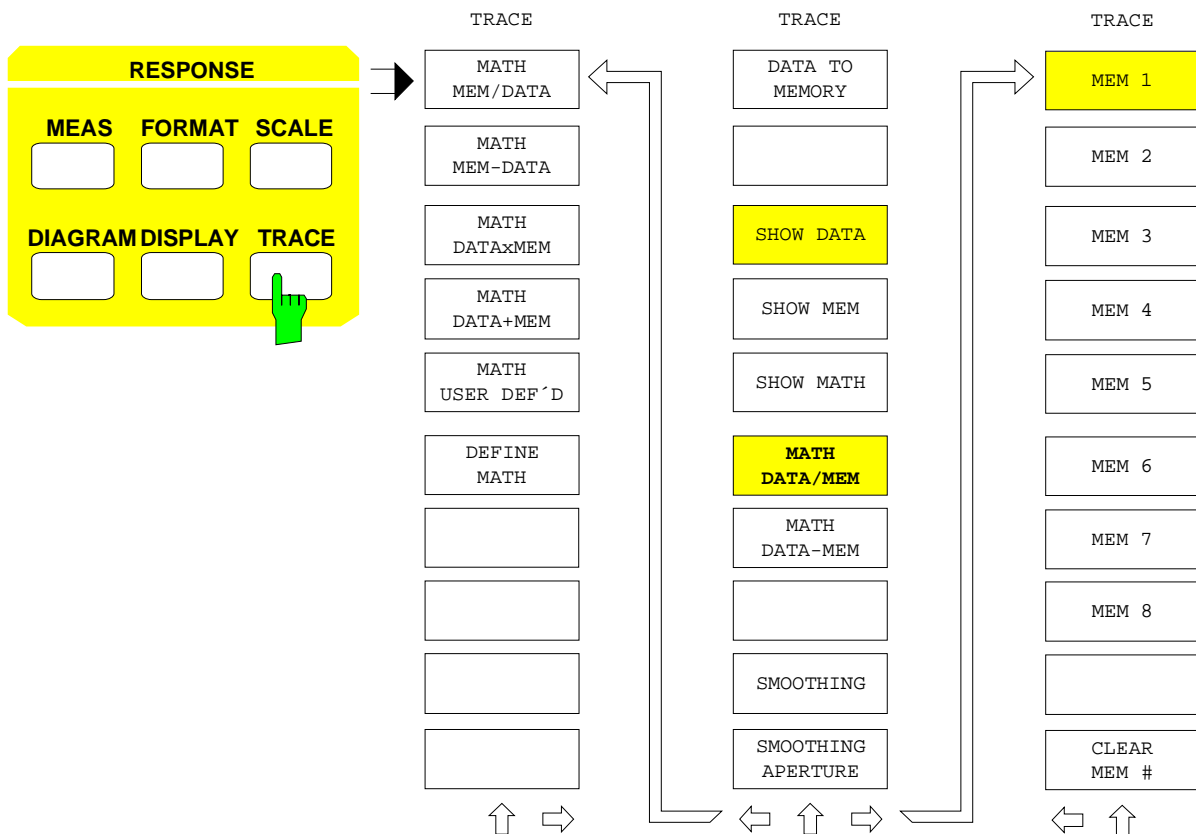 RESPONSE
MEAS FORMAT SCALE
DIAGRAM DISPLAY TRACE
TRACE
MATH
MEM/DATA
MATH
MEM-DATA
MATH
DATAxMEM
MATH
DATA+MEM
MATH
USER DEF´D
DEFINE
MATH
TRACE
DATA TO
MEMORY
SHOW DATA
SHOW MEM
SHOW MATH
MATH
DATA/MEM
MATH
DATA-MEM
SMOOTHING
SMOOTHING
APERTURE
TRACE
MEM 1
MEM 2
MEM 3
MEM 4
MEM 5
MEM 6
MEM 7
MEM 8
CLEAR
MEM #